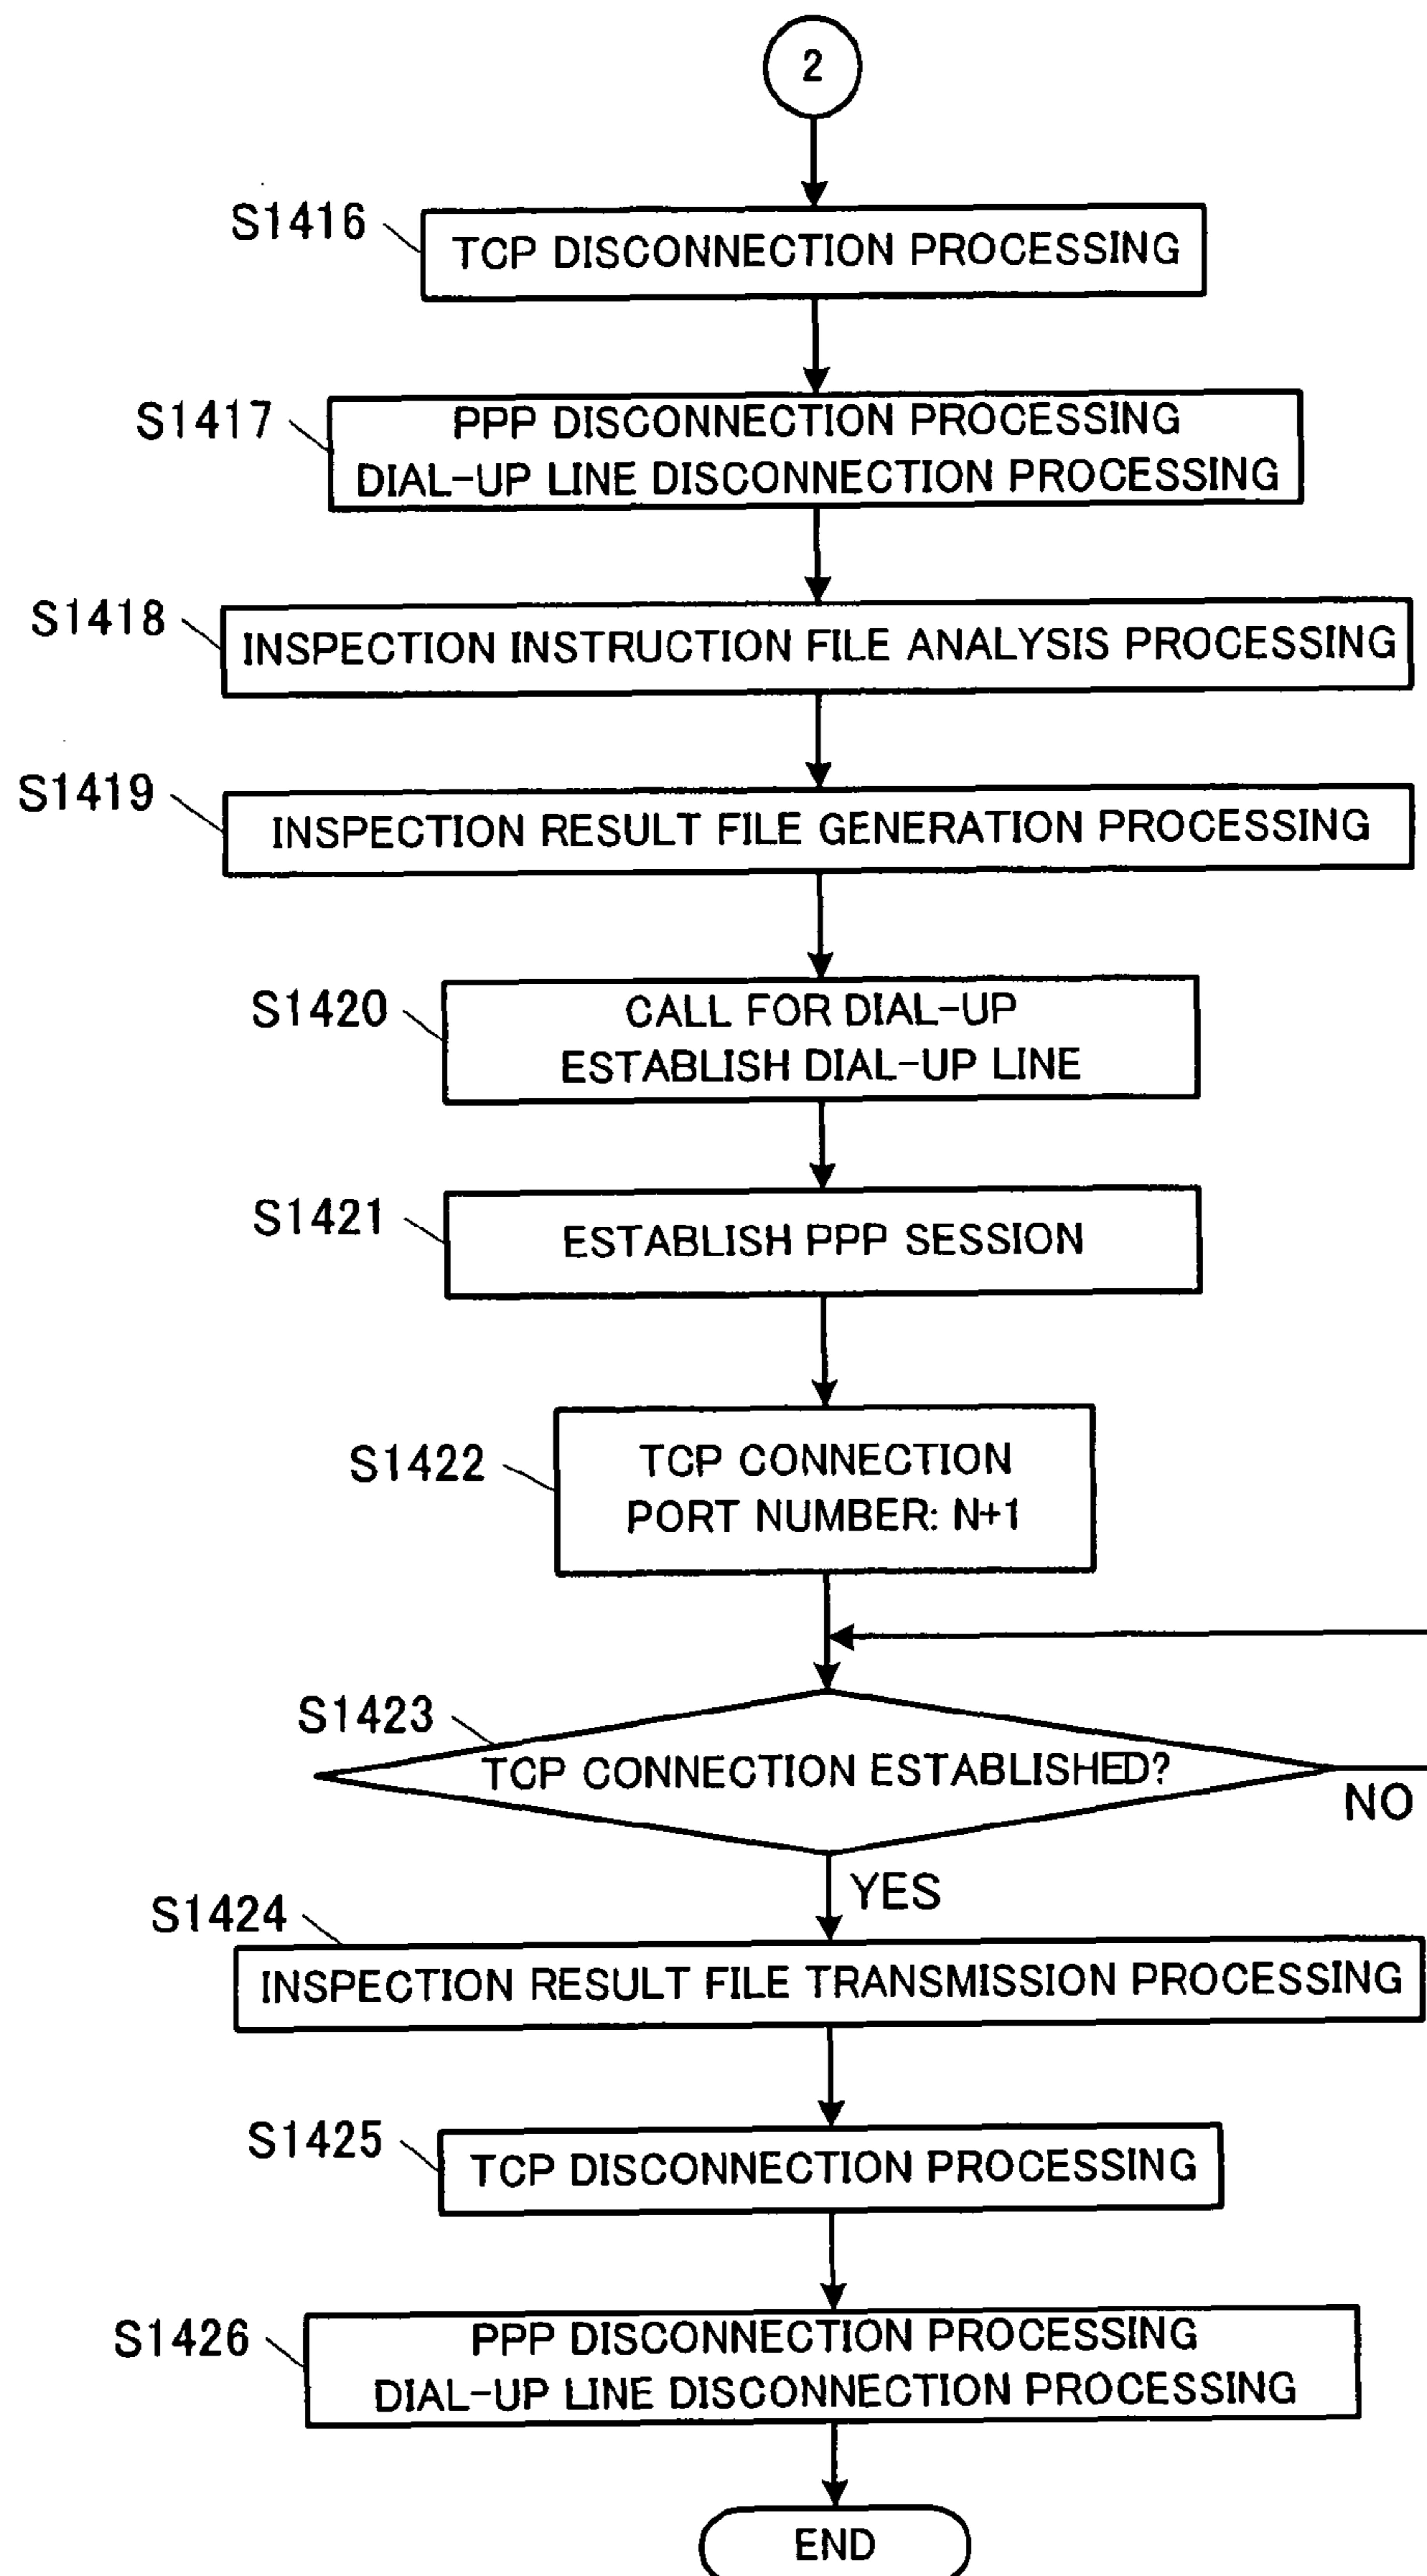 2
S1416
TCP DISCONNECTION PROCESSING
S1417
PPP DISCONNECTION PROCESSING
DIAL-UP LINE DISCONNECTION PROCESSING
S1418
INSPECTION INSTRUCTION FILE ANALYSIS PROCESSING
S1419
INSPECTION RESULT FILE GENERATION PROCESSING
S1420
CALL FOR DIAL-UP
ESTABLISH DIAL-UP LINE
S1421
ESTABLISH PPP SESSION
S1422
TCP CONNECTION
PORT NUMBER: N+1
S1423
TCP CONNECTION ESTABLISHED?
NO
YES
S1424
INSPECTION RESULT FILE TRANSMISSION PROCESSING
S1425
TCP DISCONNECTION PROCESSING
S1426
PPP DISCONNECTION PROCESSING
DIAL-UP LINE DISCONNECTION PROCESSING
END